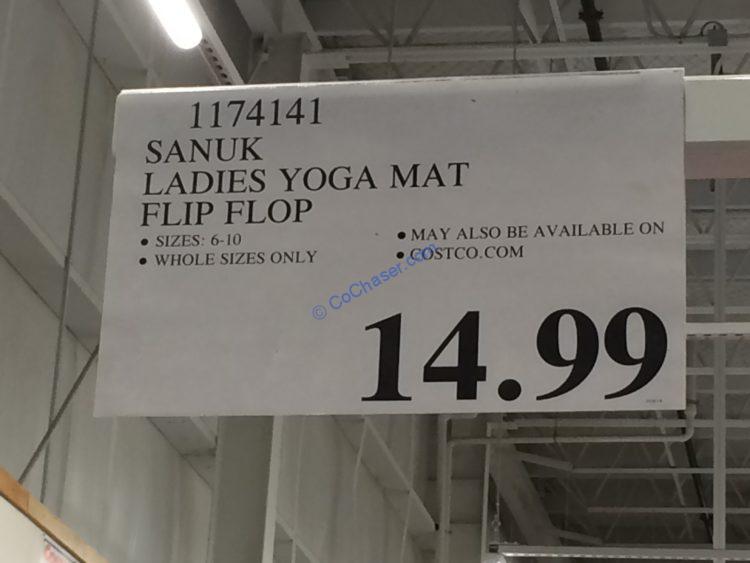 1174141
SANUK
LADIES YOGA MAT
FLIP FLOP
• SIZES: 6-10
• WHOLE SIZES ONLY
• MAY ALSO BE AVAILABLE ON
• COSTCO.COM
© CoChaser.com
14.99